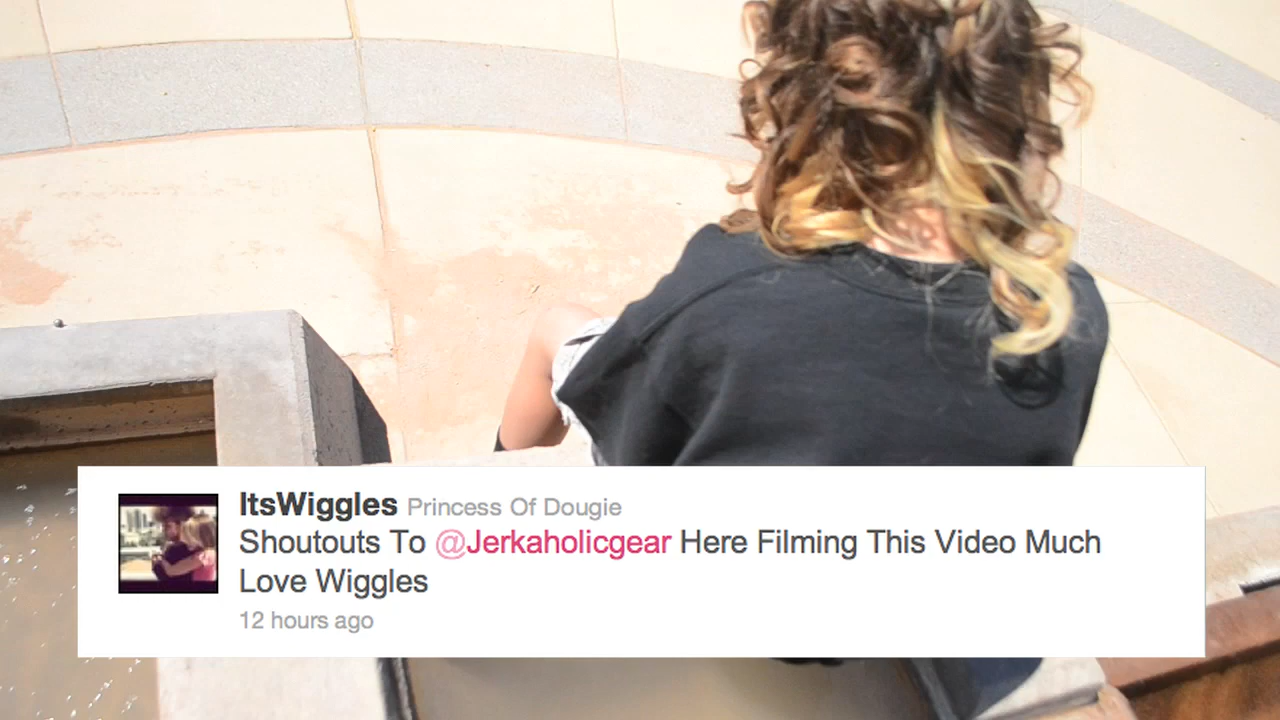 ItsWiggles Princess Of Dougie
Shoutouts To @Jerkaholicgear Here Filming This Video Much
Love Wiggles
12 hours ago